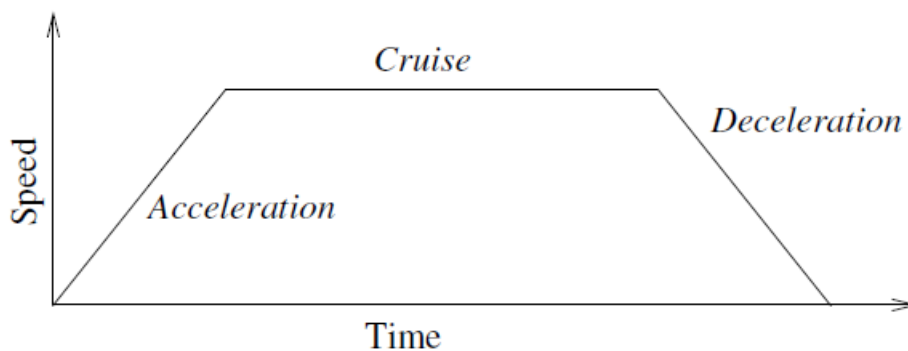 Cruise
Deceleration
Speed
Acceleration
Time